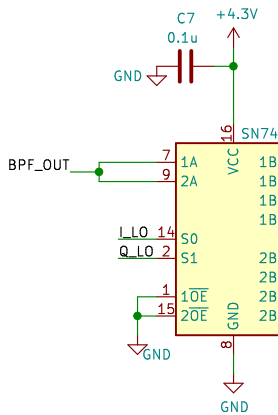 C7
+4.3V
0.1u
GND
16
SN74
BPF_OUT
7
1A
VCC
1B
9
2A
1B
1B
1B
I_LO
14
S0
2B
Q_LO
2
S1
2B
1
1OE
2B
15
2OE
GND
2B
GND
8
GND